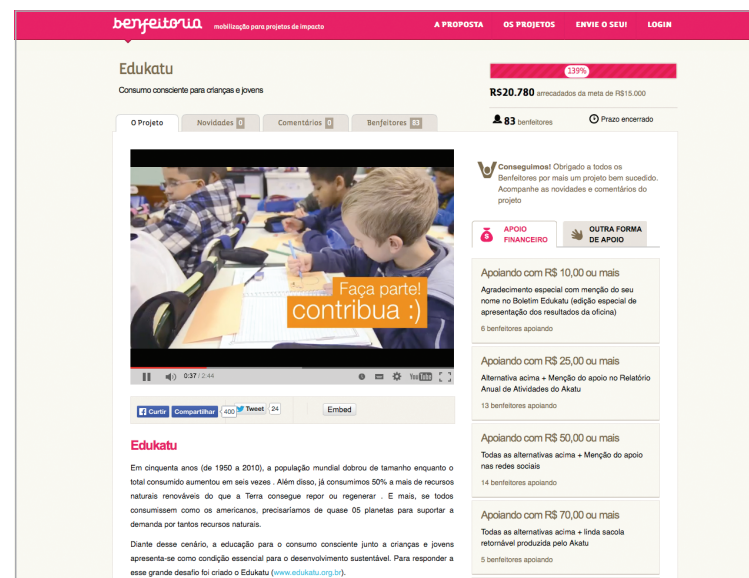 benfeitoria mobilização para projetos de impacto A PROPOSTA OS PROJETOS ENVIE O SEU! LOGIN
Edukatu
Consumo consciente para crianças e jovens
139%
R$20.780 arrecadados da meta de R$15.000
83 benfeitores Prazo encerrado
O Projeto Novidades 0 Comentários 0 Benfeitores 83
Faça parte!
contribua :)
0:37 / 2:44 YouTube
Curtir Compartilhar 400 Tweet 24 Embed
Edukatu
Em cinquenta anos (de 1950 a 2010), a população mundial dobrou de tamanho enquanto o
total consumido aumentou em seis vezes . Além disso, já consumimos 50% a mais de recursos
naturais renováveis do que a Terra consegue repor ou regenerar . E mais, se todos
consumissem como os americanos, precisaríamos de quase 05 planetas para suportar a
demanda por tantos recursos naturais.
Diante desse cenário, a educação para o consumo consciente junto a crianças e jovens
apresenta-se como condição essencial para o desenvolvimento sustentável. Para responder a
esse grande desafio foi criado o Edukatu (www.edukatu.org.br).
Conseguimos! Obrigado a todos os
Benfeitores por mais um projeto bem sucedido.
Acompanhe as novidades e comentários do
projeto
APOIO
FINANCEIRO
OUTRA FORMA
DE APOIO
Apoiando com R$ 10,00 ou mais
Agradecimento especial com menção do seu
nome no Boletim Edukatu (edição especial de
apresentação dos resultados da oficina)
6 benfeitores apoiando
Apoiando com R$ 25,00 ou mais
Alternativa acima + Menção do apoio no Relatório
Anual de Atividades do Akatu
13 benfeitores apoiando
Apoiando com R$ 50,00 ou mais
Todas as alternativas acima + Menção do apoio
nas redes sociais
14 benfeitores apoiando
Apoiando com R$ 70,00 ou mais
Todas as alternativas acima + linda sacola
retornável produzida pelo Akatu
5 benfeitores apoiando